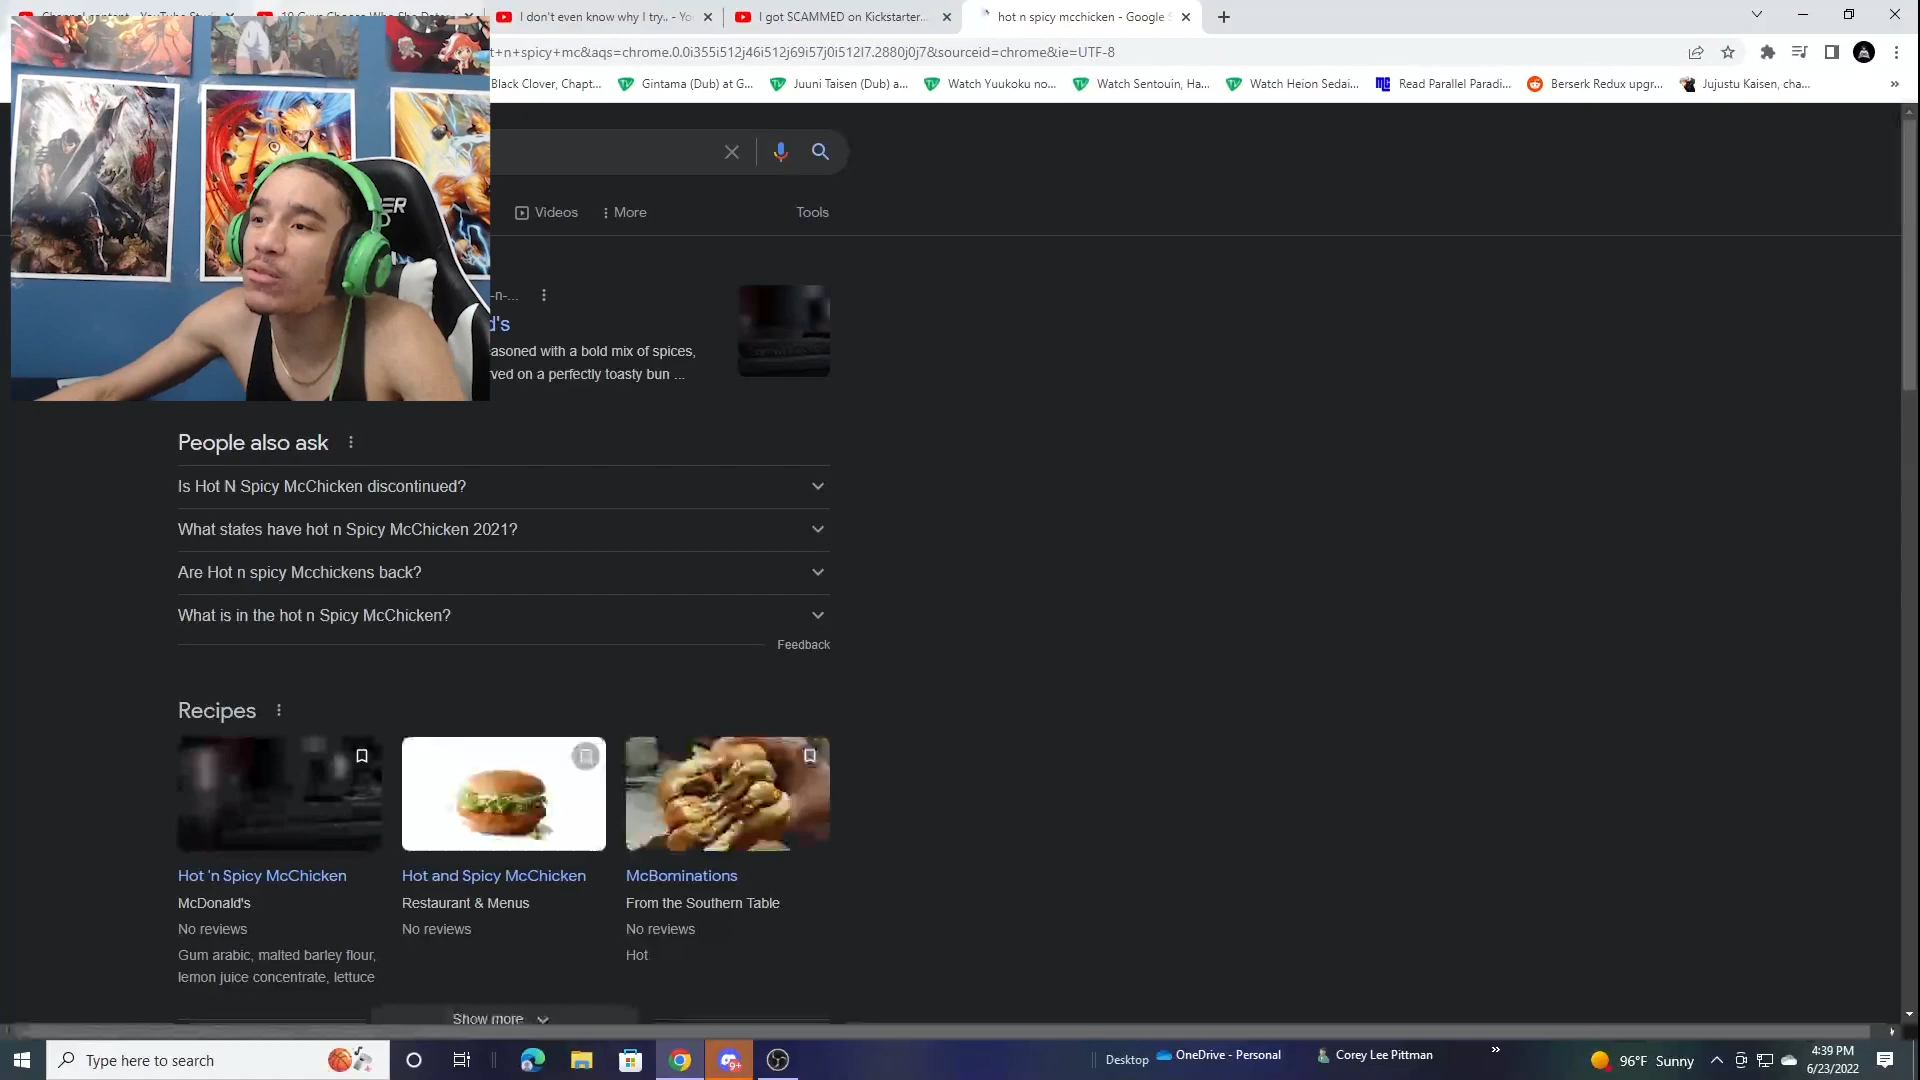 I don't even know why I try.. - Yo
I got SCAMMED on Kickstarter...
hot n spicy mcchicken - Google S
t+n+spicy+mc&aqs=chrome.0.0i355i512j46i512j69i57j0i512l7.2880j0j7&sourceid=chrome&ie=UTF-8
Black Clover, Chapt...
Gintama (Dub) at G...
Juuni Taisen (Dub) a...
Watch Yuukoku no...
Watch Sentouin, Ha...
Watch Heion Sedai...
Read Parallel Paradi...
Berserk Redux upgr...
Jujustu Kaisen, cha...
Videos
More
Tools
-n-...
d's
asoned with a bold mix of spices,
ved on a perfectly toasty bun ...
People also ask
Is Hot N Spicy McChicken discontinued?
What states have hot n Spicy McChicken 2021?
Are Hot n spicy Mcchickens back?
What is in the hot n Spicy McChicken?
Feedback
Recipes
Hot 'n Spicy McChicken
McDonald's
No reviews
Gum arabic, malted barley flour,
lemon juice concentrate, lettuce
Hot and Spicy McChicken
Restaurant & Menus
No reviews
McBominations
From the Southern Table
No reviews
Hot
Show more
Type here to search
9+
Desktop
OneDrive - Personal
Corey Lee Pittman
96°F Sunny
4:39 PM
6/23/2022